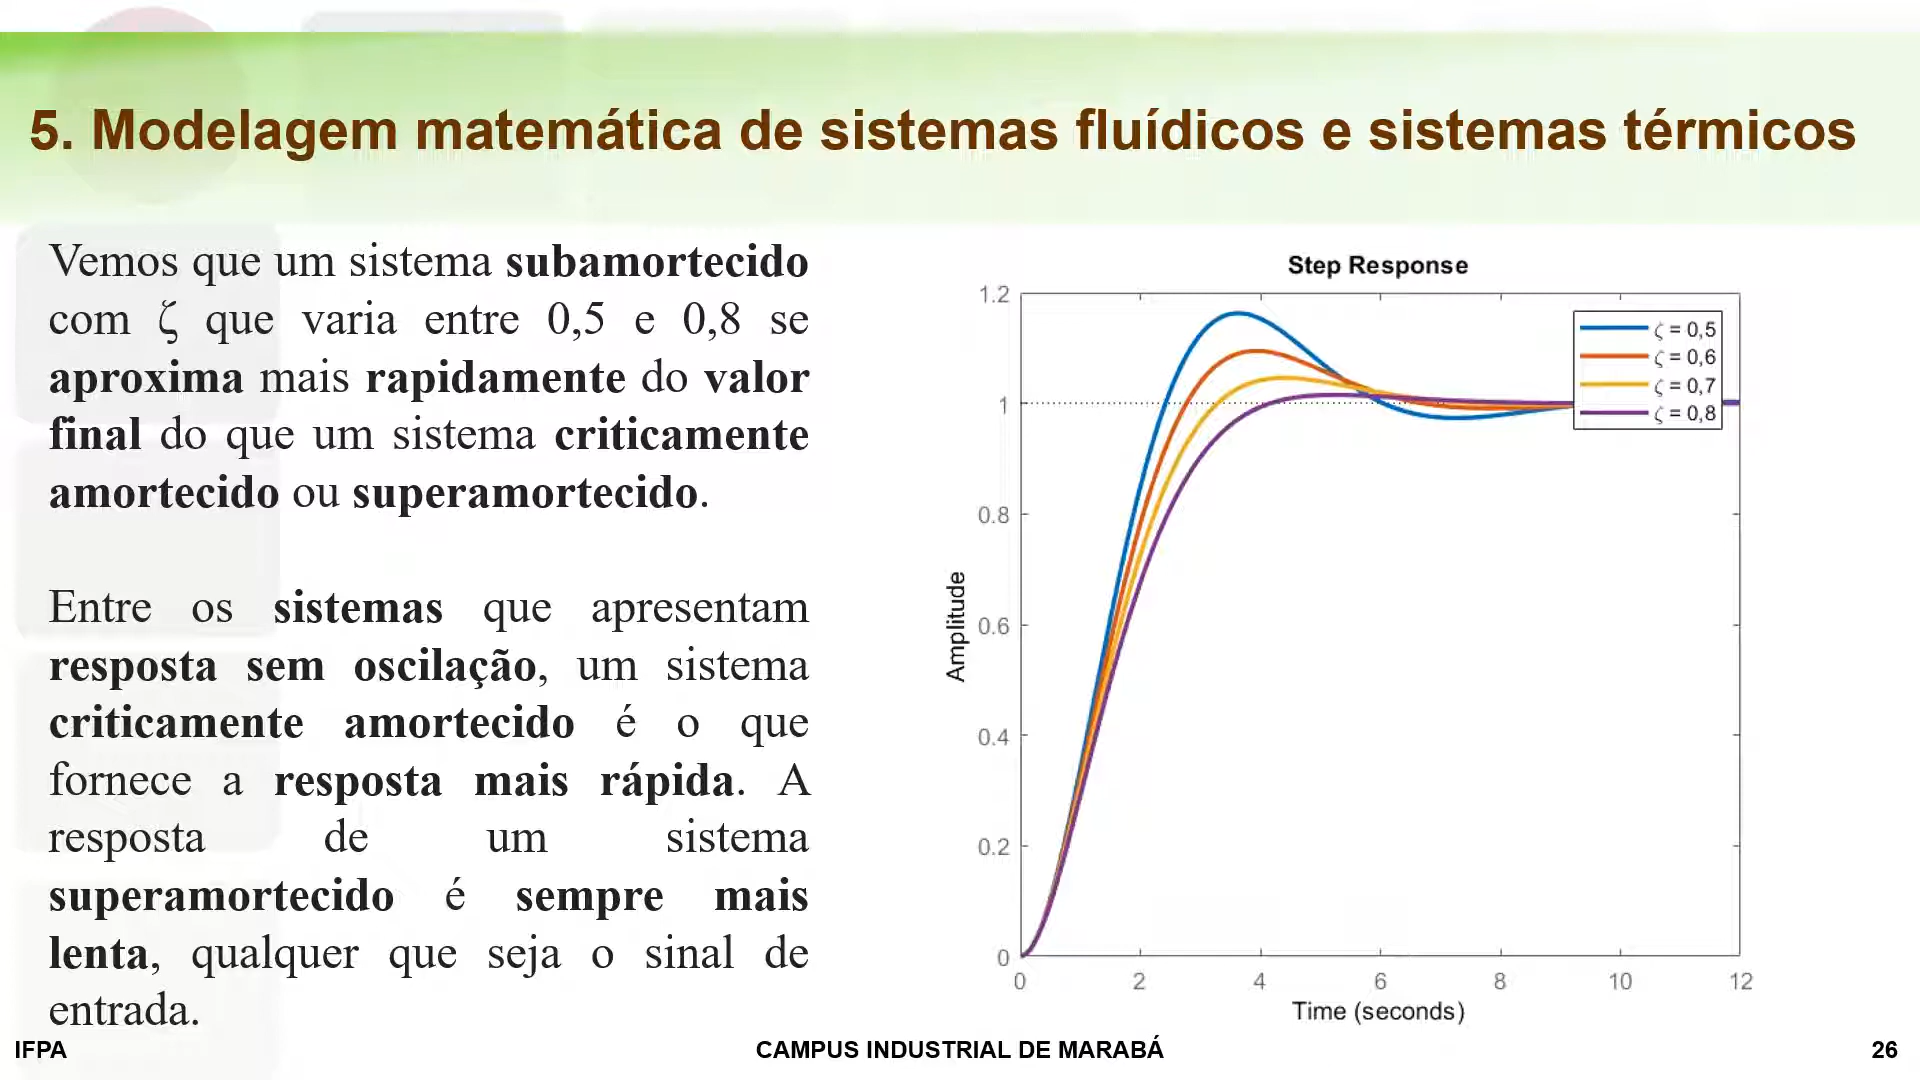 5. Modelagem matemática de sistemas fluídicos e sistemas térmicos
Vemos que um sistema subamortecido
com ζ que varia entre 0,5 e 0,8 se
aproxima mais rapidamente do valor
final do que um sistema criticamente
amortecido ou superamortecido.
Entre os sistemas que apresentam
resposta sem oscilação, um sistema
criticamente amortecido é o que
fornece a resposta mais rápida. A
resposta de um sistema
superamortecido é sempre mais
lenta, qualquer que seja o sinal de
entrada.
Step Response
1.2
1
0.8
0.6
0.4
0.2
0
Amplitude
ζ = 0,5
ζ = 0,6
ζ = 0,7
ζ = 0,8
0 2 4 6 8 10 12
Time (seconds)
IFPA CAMPUS INDUSTRIAL DE MARABÁ 26